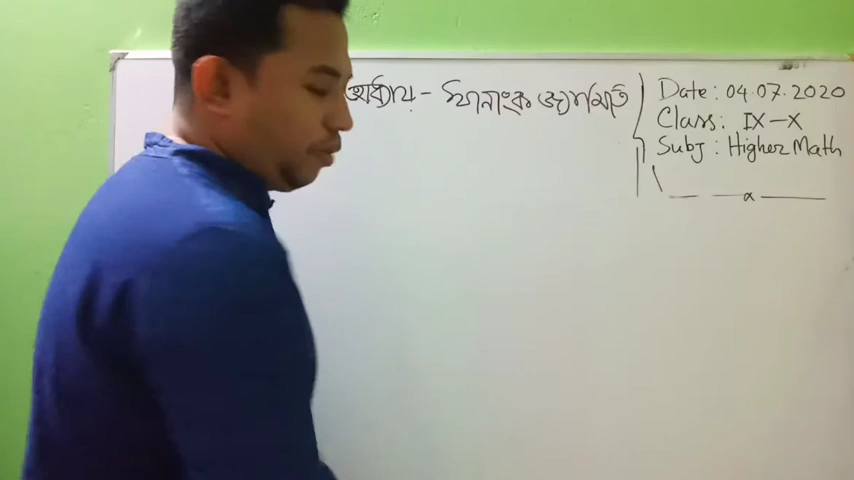 অধ্যায় - স্থানাংক জ্যামিতি
Date: 04.07.2020
Class: IX-X
Subj: Higher Math